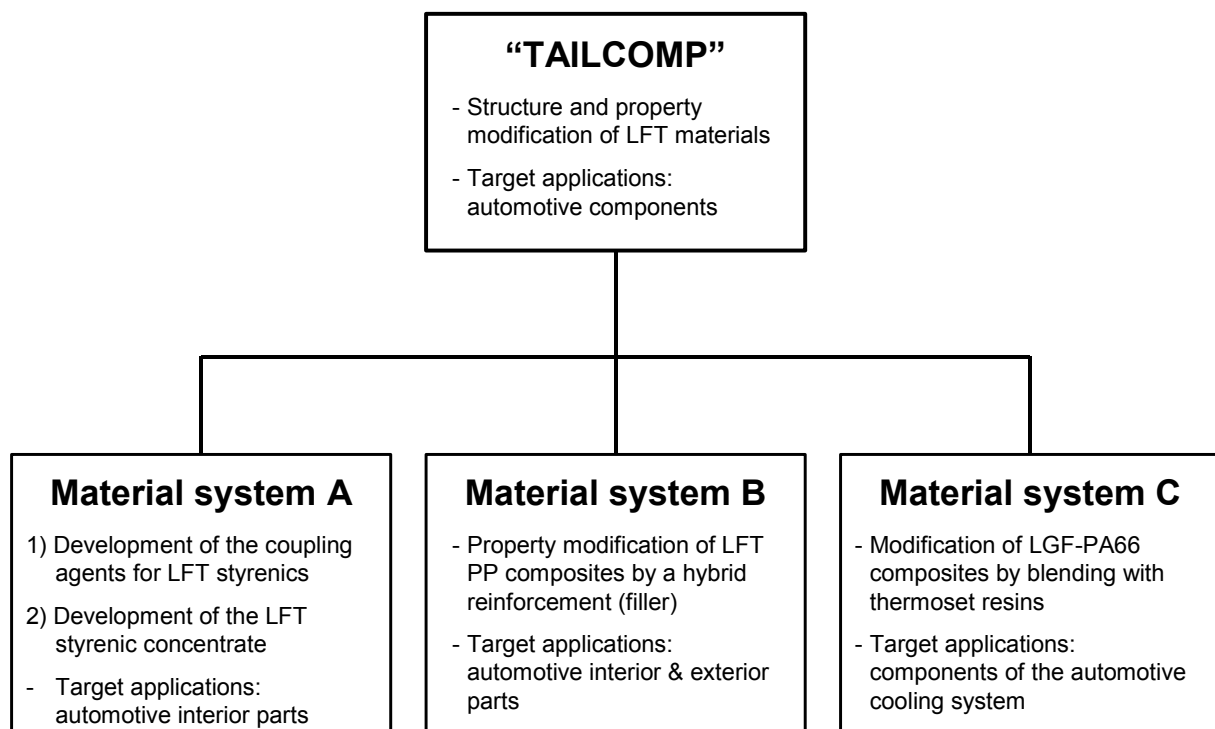 “TAILCOMP”
- Structure and property
modification of LFT materials
- Target applications:
automotive components
Material system A
1) Development of the coupling
agents for LFT styrenics
2) Development of the LFT
styrenic concentrate
- Target applications:
automotive interior parts
Material system B
- Property modification of LFT
PP composites by a hybrid
reinforcement (filler)
- Target applications:
automotive interior & exterior
parts
Material system C
- Modification of LGF-PA66
composites by blending with
thermoset resins
- Target applications:
components of the automotive
cooling system